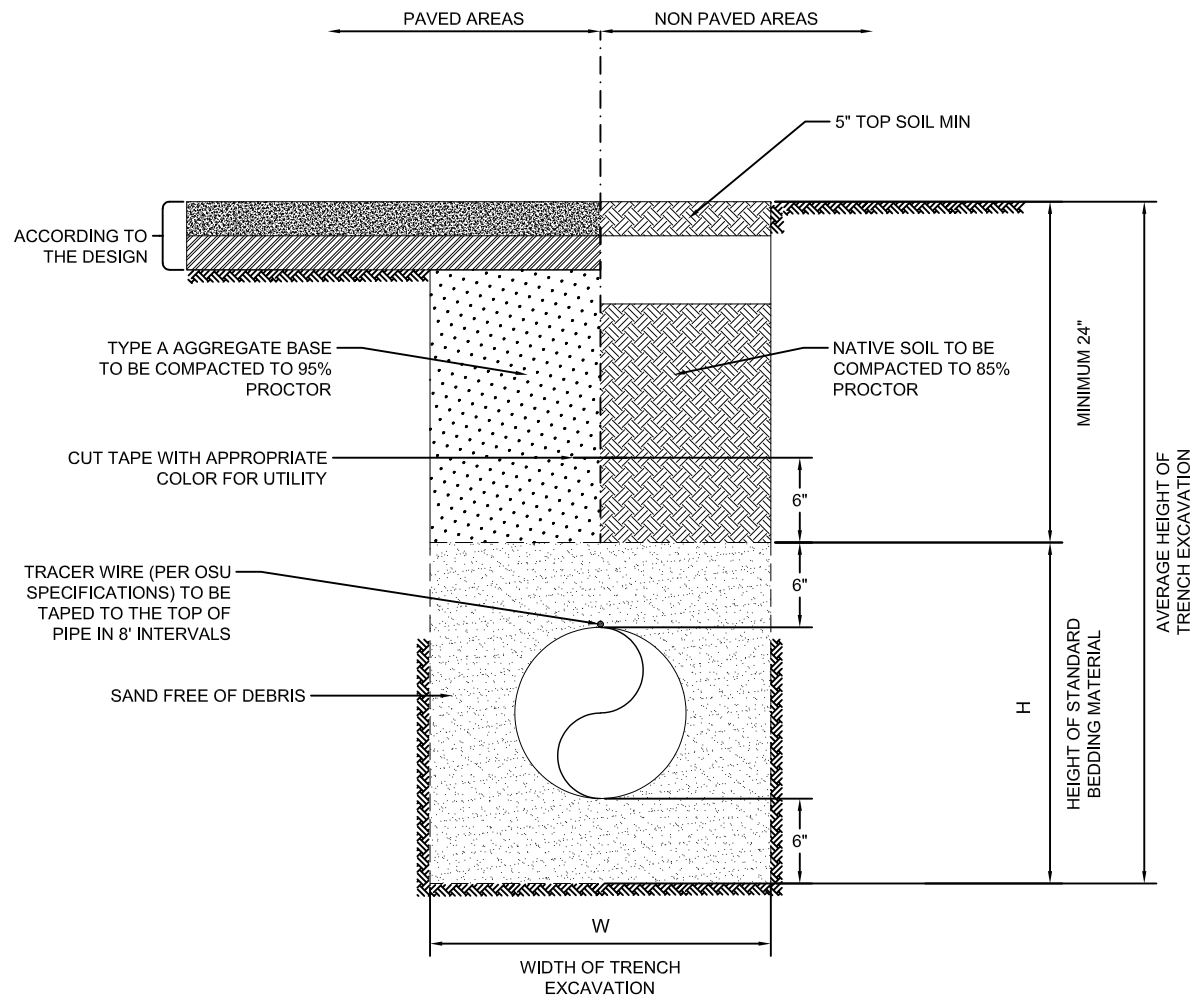 PAVED AREAS
NON PAVED AREAS
5" TOP SOIL MIN
ACCORDING TO
THE DESIGN
TYPE A AGGREGATE BASE
TO BE COMPACTED TO 95%
PROCTOR
NATIVE SOIL TO BE
COMPACTED TO 85%
PROCTOR
MINIMUM 24"
CUT TAPE WITH APPROPRIATE
COLOR FOR UTILITY
6"
AVERAGE HEIGHT OF
TRENCH EXCAVATION
TRACER WIRE (PER OSU
SPECIFICATIONS) TO BE
TAPED TO THE TOP OF
PIPE IN 8' INTERVALS
6"
SAND FREE OF DEBRIS
H
HEIGHT OF STANDARD
BEDDING MATERIAL
6"
W
WIDTH OF TRENCH
EXCAVATION